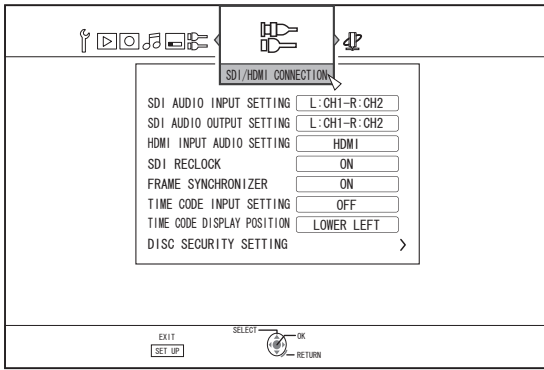 SDI/HDMI CONNECTION
SDI AUDIO INPUT SETTING L:CH1-R:CH2
SDI AUDIO OUTPUT SETTING L:CH1-R:CH2
HDMI INPUT AUDIO SETTING HDMI
SDI RECLOCK ON
FRAME SYNCHRONIZER ON
TIME CODE INPUT SETTING OFF
TIME CODE DISPLAY POSITION LOWER LEFT
DISC SECURITY SETTING >
EXIT
SET UP
SELECT
OK
RETURN